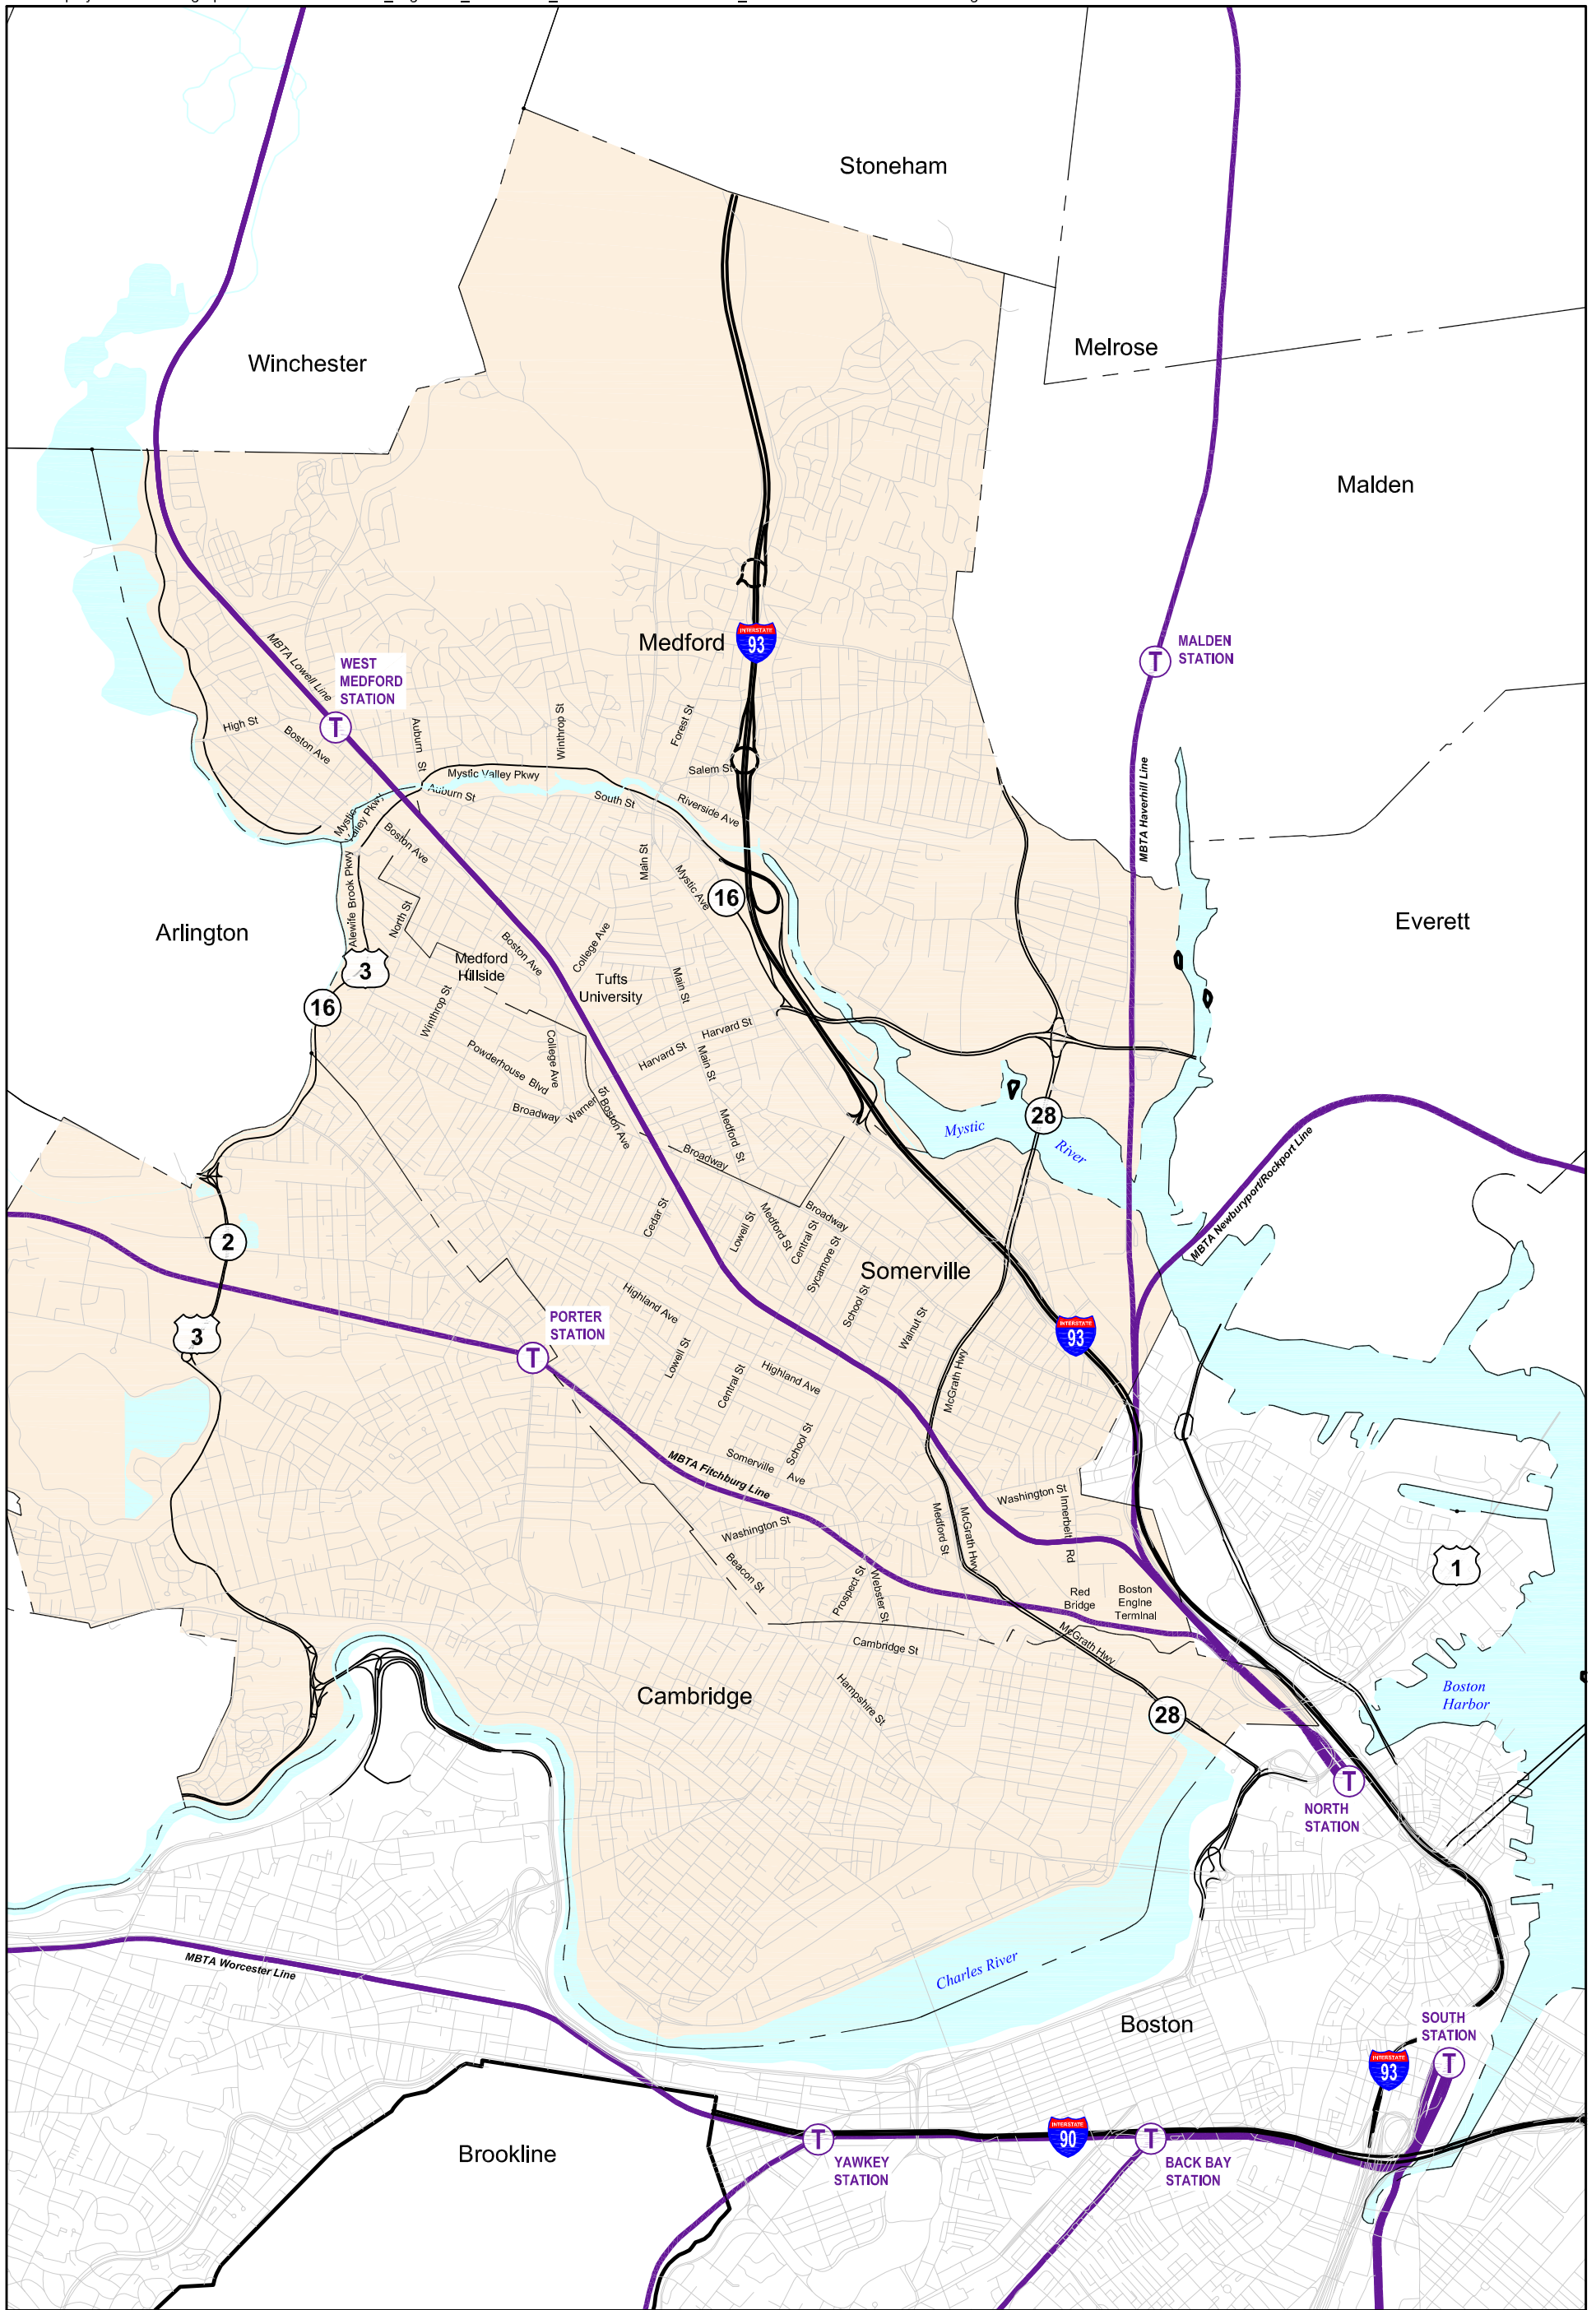 Stoneham
Winchester
Melrose
Malden
Medford
INTERSTATE
93
MALDEN
STATION
T
WEST
MEDFORD
STATION
T
MBTA Lowell Line
High St
Boston Ave
Auburn St
Winthrop St
Forest St
Salem St
Mystic Valley Pkwy
Auburn St
South St
Riverside Ave
Mystic
Valley Pkwy
Boston Ave
Alewife Brook Pkwy
North St
Main St
Mystic Ave
16
MBTA Haverhill Line
Arlington
Everett
3
16
Medford
Hillside
Boston Ave
College Ave
Tufts
University
Main St
Winthrop St
Powderhouse Blvd
College Ave
Harvard St
Harvard St
Main St
Broadway
Warner St
Boston Ave
Medford St
Broadway
28
Mystic
River
MBTA Newburyport/Rockport Line
2
Cedar St
Lowell St
Medford St
Central St
Broadway
Sycamore St
Somerville
3
PORTER
STATION
T
Highland Ave
School St
Walnut St
INTERSTATE
93
Lowell St
Central St
Highland Ave
McGrath Hwy
School St
Somerville
Ave
MBTA Fitchburg Line
Washington St
Washington St
Innerbelt Rd
Medford St
McGrath Hwy
Beacon St
Prospect St
Webster St
Red
Bridge
Boston
Engine
Terminal
1
McGrath Hwy
Cambridge St
Hampshire St
Cambridge
28
Boston
Harbor
T
NORTH
STATION
MBTA Worcester Line
Charles River
Boston
SOUTH
STATION
T
INTERSTATE
93
Brookline
T
YAWKEY
STATION
INTERSTATE
90
T
BACK BAY
STATION